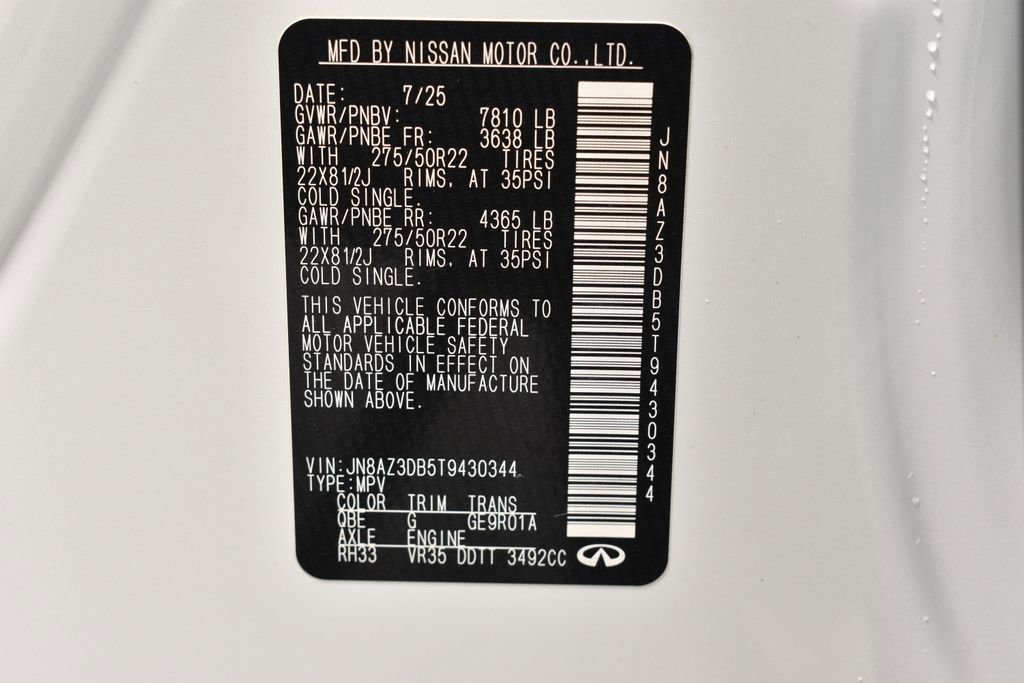 MFD BY NISSAN MOTOR CO.,LTD.
DATE: 7/25
GVWR/PNBV: 7810 LB
GAWR/PNBE FR: 3638 LB
WITH 275/50R22 TIRES
22X81/2J RIMS, AT 35PSI
COLD SINGLE.
GAWR/PNBE RR: 4365 LB
WITH 275/50R22 TIRES
22X81/2J RIMS, AT 35PSI
COLD SINGLE.
THIS VEHICLE CONFORMS TO
ALL APPLICABLE FEDERAL
MOTOR VEHICLE SAFETY
STANDARDS IN EFFECT ON
THE DATE OF MANUFACTURE
SHOWN ABOVE.
VIN:JN8AZ3DB5T9430344
TYPE:MPV
COLOR TRIM TRANS
QBE G GE9R01A
AXLE ENGINE
RH33 VR35 DDTT 3492CC
JN8AZ3DB5T9430344